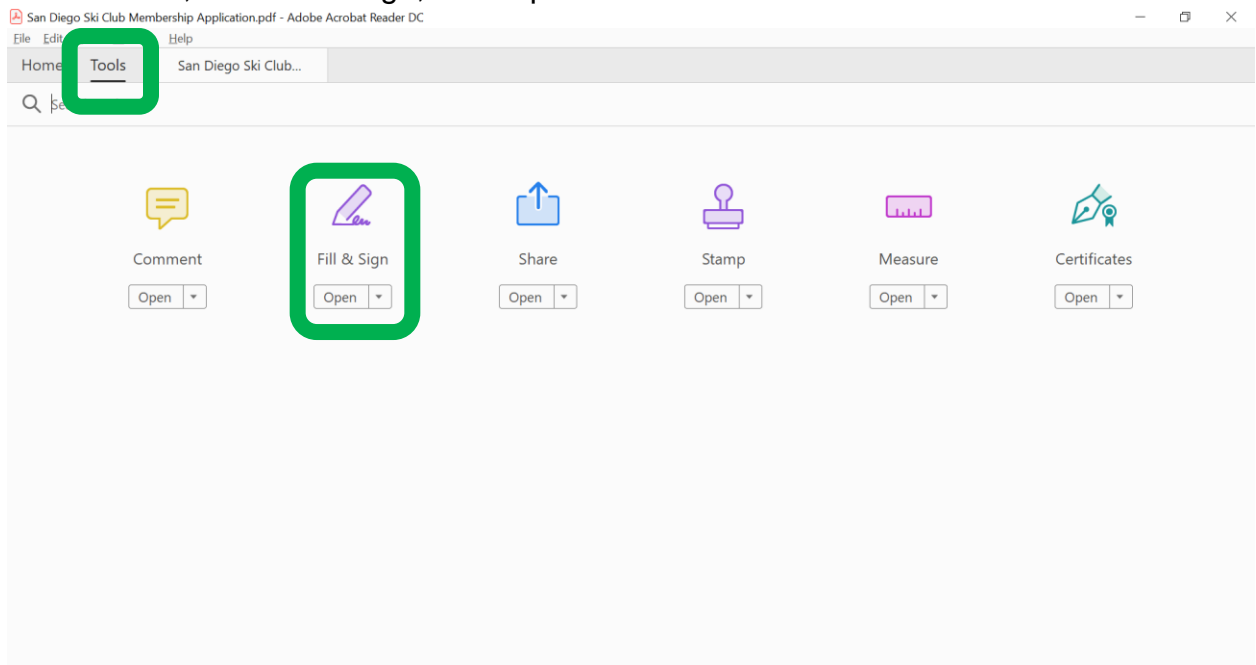 San Diego Ski Club Membership Application.pdf - Adobe Acrobat Reader DC
File Edit Help
Home Tools San Diego Ski Club...
Comment Fill & Sign Share Stamp Measure Certificates
Open Open Open Open Open Open